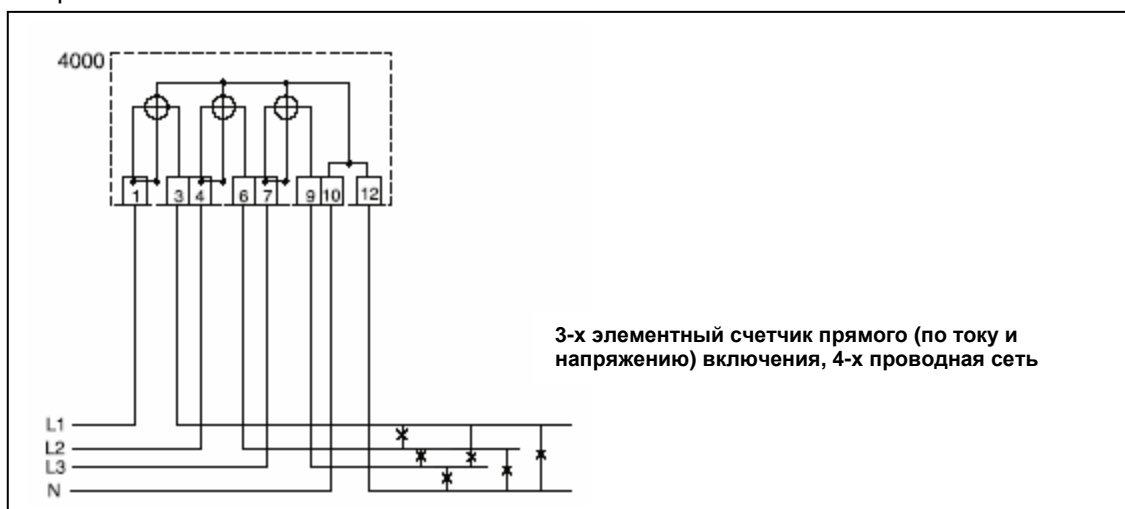 4000
1 3 4 6 7 9 10 12
3-х элементный счетчик прямого (по току и
напряжению) включения, 4-х проводная сеть
L1
L2
L3
N